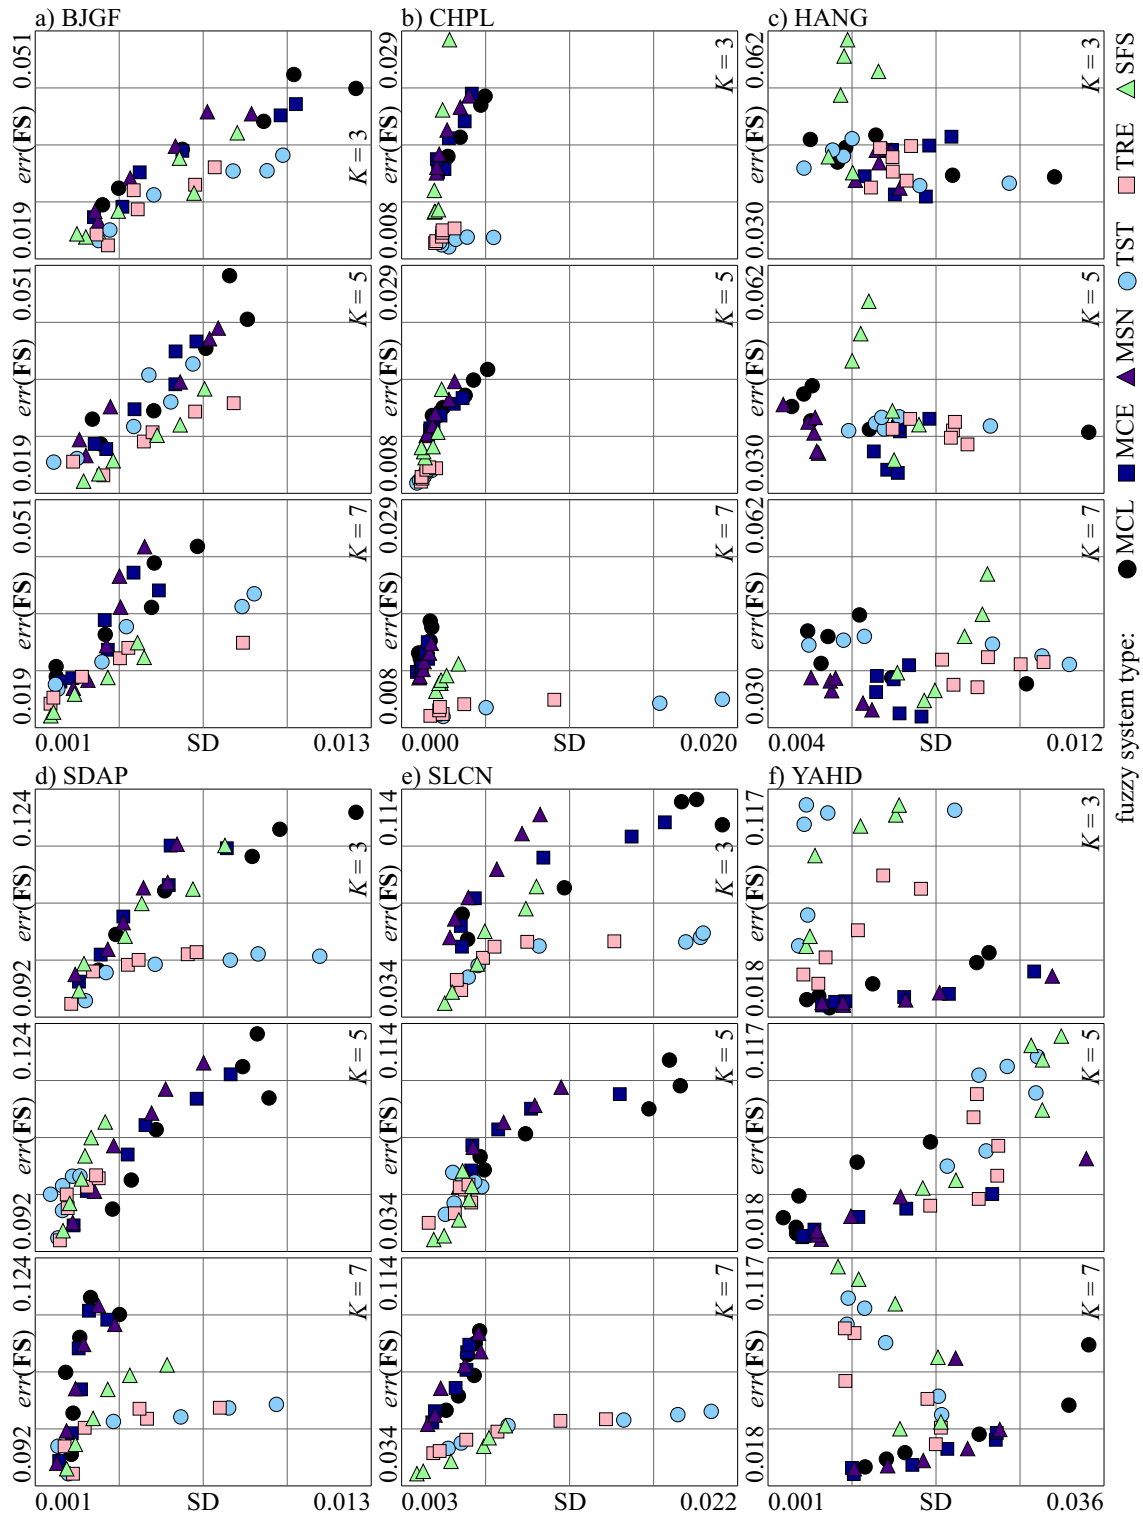 a) BJGF
b) CHPL
c) HANG
0.051
err(FS)
0.019
K = 3
0.029
err(FS)
0.008
K = 3
0.062
err(FS)
0.030
K = 3
0.051
err(FS)
0.019
K = 5
0.029
err(FS)
0.008
K = 5
0.062
err(FS)
0.030
K = 5
0.051
err(FS)
0.019
K = 7
0.029
err(FS)
0.008
K = 7
0.062
err(FS)
0.030
K = 7
0.001 SD 0.013
0.000 SD 0.020
0.004 SD 0.012
d) SDAP
e) SLCN
f) YAHD
0.124
err(FS)
0.092
K = 3
0.114
err(FS)
0.034
K = 3
0.117
err(FS)
0.018
K = 3
0.124
err(FS)
0.092
K = 5
0.114
err(FS)
0.034
K = 5
0.117
err(FS)
0.018
K = 5
0.124
err(FS)
0.092
K = 7
0.114
err(FS)
0.034
K = 7
0.117
err(FS)
0.018
K = 7
0.001 SD 0.013
0.003 SD 0.022
0.001 SD 0.036
fuzzy system type: MCL MCE MSN TST TRE SFS